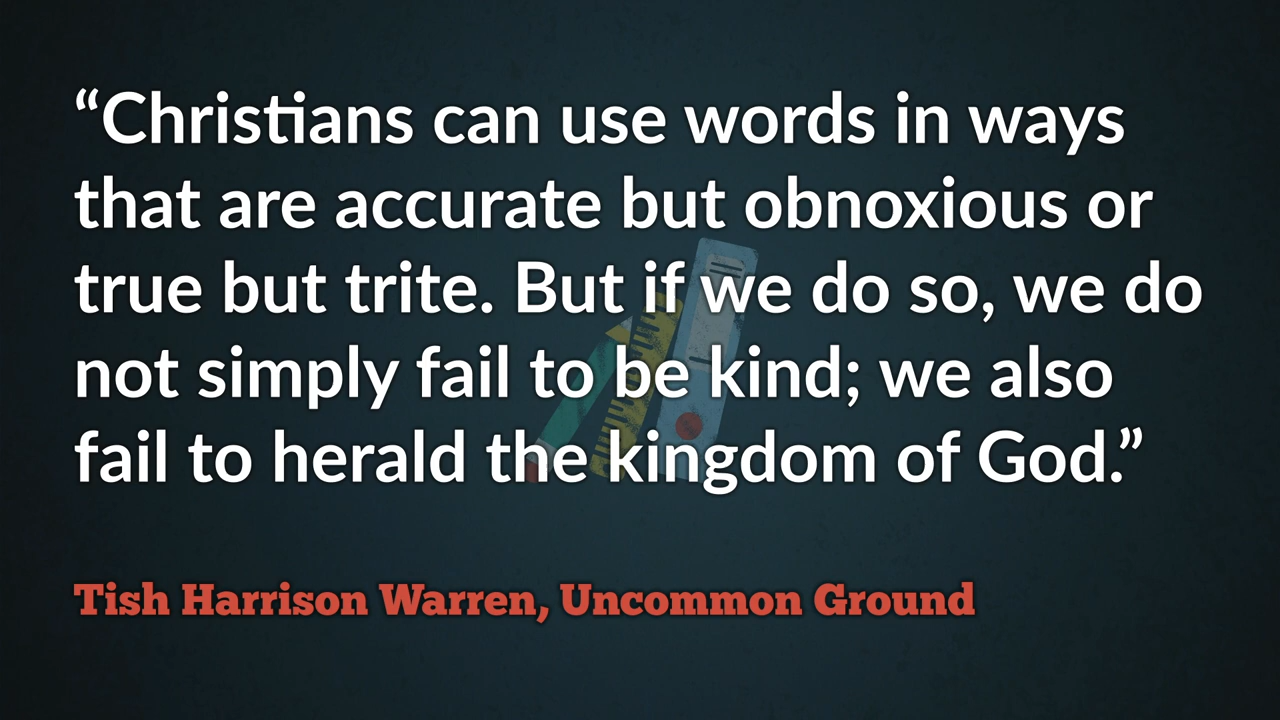 “Christians can use words in ways
that are accurate but obnoxious or
true but trite. But if we do so, we do
not simply fail to be kind; we also
fail to herald the kingdom of God.”
Tish Harrison Warren, Uncommon Ground